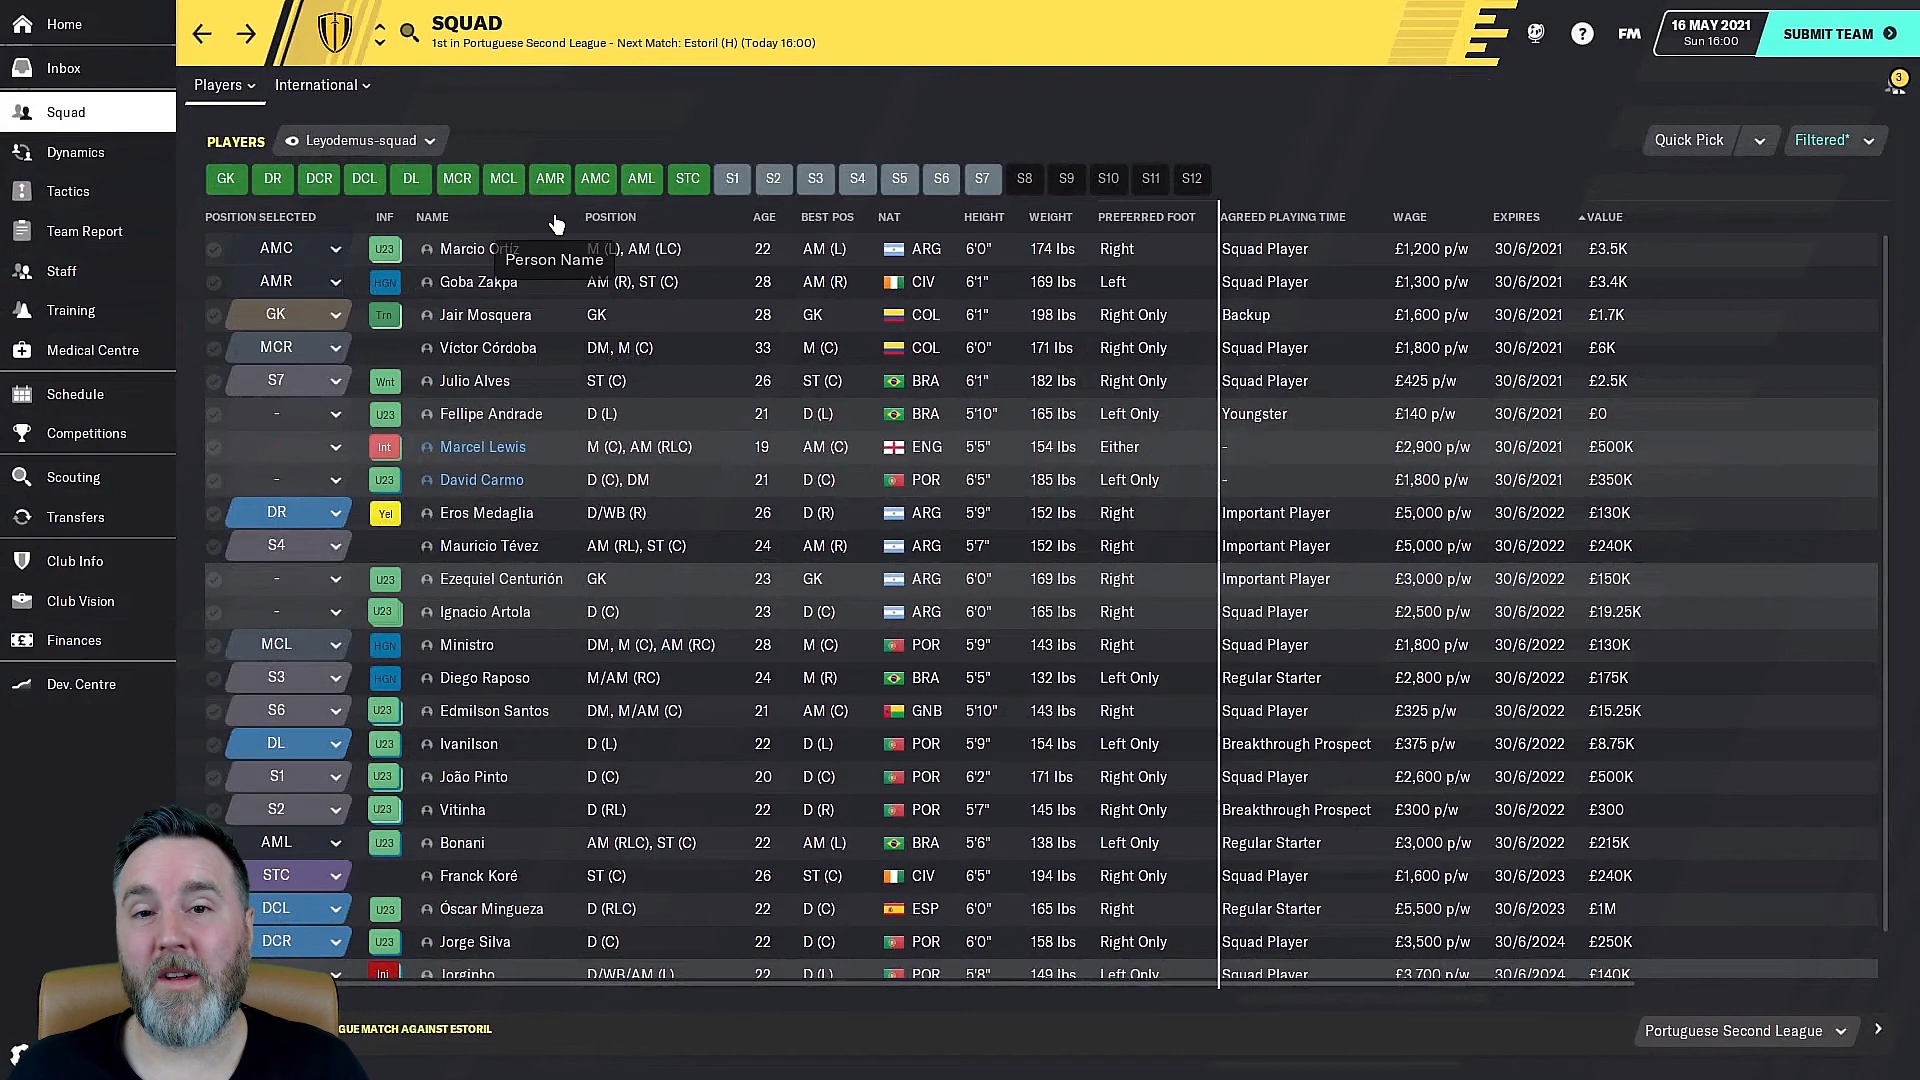 Home
Inbox
Squad
Dynamics
Tactics
Team Report
Staff
Training
Medical Centre
Schedule
Competitions
Scouting
Transfers
Club Info
Club Vision
Finances
Dev. Centre
SQUAD
1st in Portuguese Second League - Next Match: Estoril (H) (Today 16:00)
? FM 16 MAY 2021 Sun 16:00 SUBMIT TEAM
3
Players International
PLAYERS Leyodemus-squad Quick Pick Filtered*
GK DR DCR DCL DL MCR MCL AMR AMC AML STC S1 S2 S3 S4 S5 S6 S7 S8 S9 S10 S11 S12
POSITION SELECTED INF NAME POSITION AGE BEST POS NAT HEIGHT WEIGHT PREFERRED FOOT AGREED PLAYING TIME WAGE EXPIRES VALUE
AMC U23 Marcio Ortíz M (L), AM (LC) 22 AM (L) ARG 6'0" 174 lbs Right Squad Player £1,200 p/w 30/6/2021 £3.5K
Person Name
AMR HGN Goba Zakpa AM (R), ST (C) 28 AM (R) CIV 6'1" 169 lbs Left Squad Player £1,300 p/w 30/6/2021 £3.4K
GK Trn Jair Mosquera GK 28 GK COL 6'1" 198 lbs Right Only Backup £1,600 p/w 30/6/2021 £1.7K
MCR Víctor Córdoba DM, M (C) 33 M (C) COL 6'0" 171 lbs Right Only Squad Player £1,800 p/w 30/6/2021 £6K
S7 Wnt Julio Alves ST (C) 26 ST (C) BRA 6'1" 182 lbs Right Only Squad Player £425 p/w 30/6/2021 £2.5K
- U23 Fellipe Andrade D (L) 21 D (L) BRA 5'10" 165 lbs Left Only Youngster £140 p/w 30/6/2021 £0
Int Marcel Lewis M (C), AM (RLC) 19 AM (C) ENG 5'5" 154 lbs Either - £2,900 p/w 30/6/2021 £500K
- U23 David Carmo D (C), DM 21 D (C) POR 6'5" 185 lbs Left Only - £1,800 p/w 30/6/2021 £350K
DR Yel Eros Medaglia D/WB (R) 26 D (R) ARG 5'9" 152 lbs Right Important Player £5,000 p/w 30/6/2022 £130K
S4 Mauricio Tévez AM (RL), ST (C) 24 AM (R) ARG 5'7" 152 lbs Right Important Player £5,000 p/w 30/6/2022 £240K
- U23 Ezequiel Centurión GK 23 GK ARG 6'0" 169 lbs Right Important Player £3,000 p/w 30/6/2022 £150K
- U23 Ignacio Artola D (C) 23 D (C) ARG 6'0" 165 lbs Right Squad Player £2,500 p/w 30/6/2022 £19.25K
MCL HGN Ministro DM, M (C), AM (RC) 28 M (C) POR 5'9" 143 lbs Right Squad Player £1,800 p/w 30/6/2022 £130K
S3 HGN Diego Raposo M/AM (RC) 24 M (R) BRA 5'5" 132 lbs Left Only Regular Starter £2,800 p/w 30/6/2022 £175K
S6 U23 Edmilson Santos DM, M/AM (C) 21 AM (C) GNB 5'10" 143 lbs Right Squad Player £325 p/w 30/6/2022 £15.25K
DL U23 Ivanilson D (L) 22 D (L) POR 5'9" 154 lbs Left Only Breakthrough Prospect £375 p/w 30/6/2022 £8.75K
S1 U23 João Pinto D (C) 20 D (C) POR 6'2" 171 lbs Right Only Squad Player £2,600 p/w 30/6/2022 £500K
S2 U23 Vitinha D (RL) 22 D (R) POR 5'7" 145 lbs Right Only Breakthrough Prospect £300 p/w 30/6/2022 £300
AML U23 Bonani AM (RLC), ST (C) 22 AM (L) BRA 5'6" 138 lbs Left Only Regular Starter £3,000 p/w 30/6/2022 £215K
STC Franck Koré ST (C) 26 ST (C) CIV 6'5" 194 lbs Right Only Squad Player £1,600 p/w 30/6/2023 £240K
DCL U23 Óscar Mingueza D (RLC) 22 D (C) ESP 6'0" 165 lbs Right Regular Starter £5,500 p/w 30/6/2023 £1M
DCR U23 Jorge Silva D (C) 22 D (C) POR 6'0" 158 lbs Right Only Squad Player £3,500 p/w 30/6/2024 £250K
Inj Jorginho D/WB/AM (L) 22 D (L) POR 5'8" 149 lbs Left Only Squad Player £3,700 p/w 30/6/2024 £140K
GUE MATCH AGAINST ESTORIL
Portuguese Second League